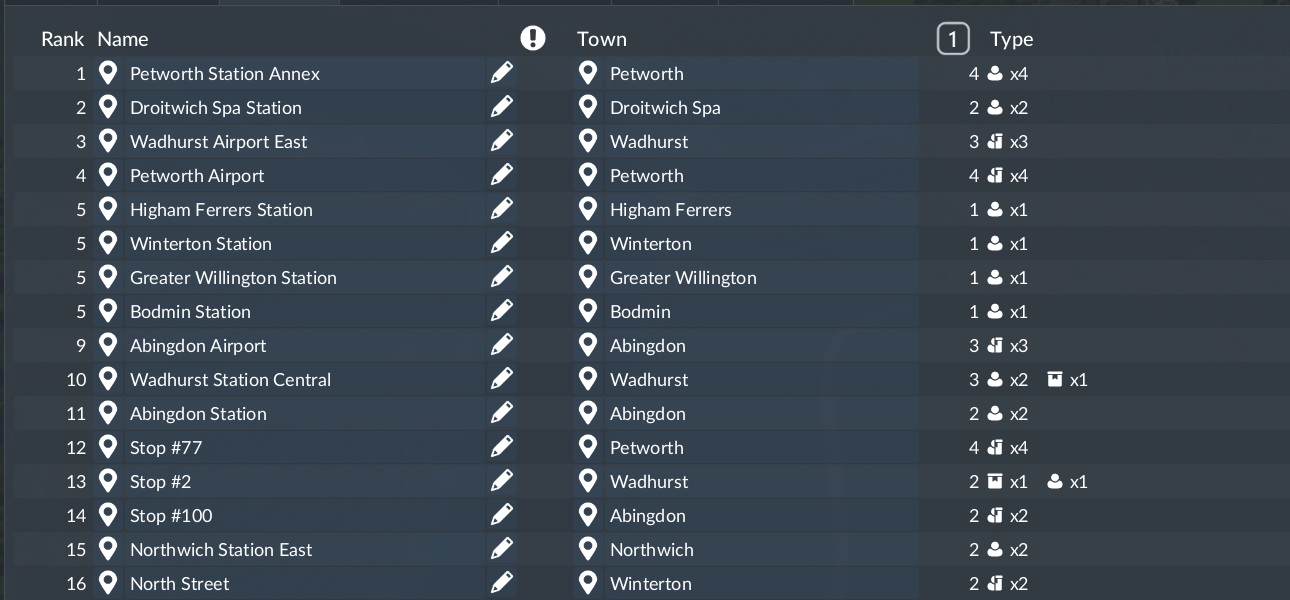 Rank Name Town 1 Type
1 Petworth Station Annex Petworth 4 x4
2 Droitwich Spa Station Droitwich Spa 2 x2
3 Wadhurst Airport East Wadhurst 3 x3
4 Petworth Airport Petworth 4 x4
5 Higham Ferrers Station Higham Ferrers 1 x1
5 Winterton Station Winterton 1 x1
5 Greater Willington Station Greater Willington 1 x1
5 Bodmin Station Bodmin 1 x1
9 Abingdon Airport Abingdon 3 x3
10 Wadhurst Station Central Wadhurst 3 x2 x1
11 Abingdon Station Abingdon 2 x2
12 Stop #77 Petworth 4 x4
13 Stop #2 Wadhurst 2 x1 x1
14 Stop #100 Abingdon 2 x2
15 Northwich Station East Northwich 2 x2
16 North Street Winterton 2 x2